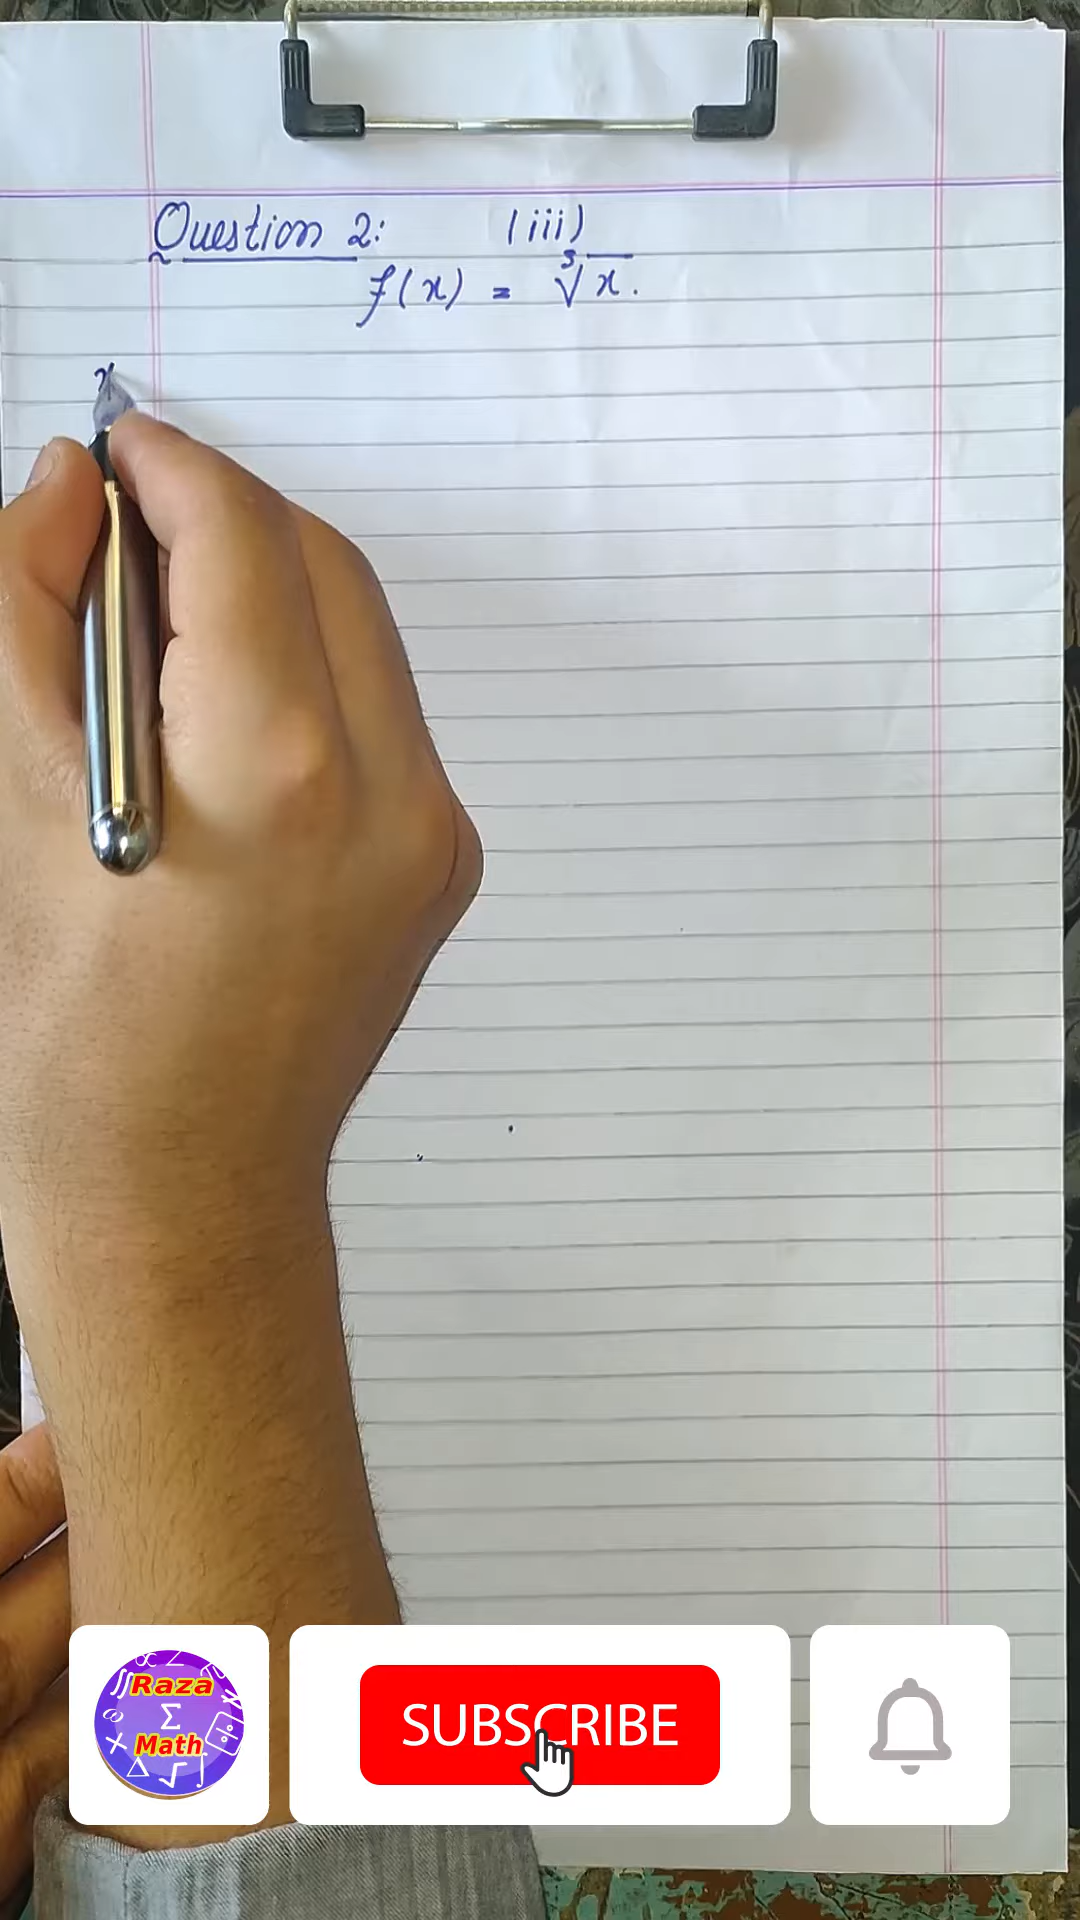 Question 2: (iii)
f(x) = ∛x.
x
Raza
Σ
Math
SUBSCRIBE